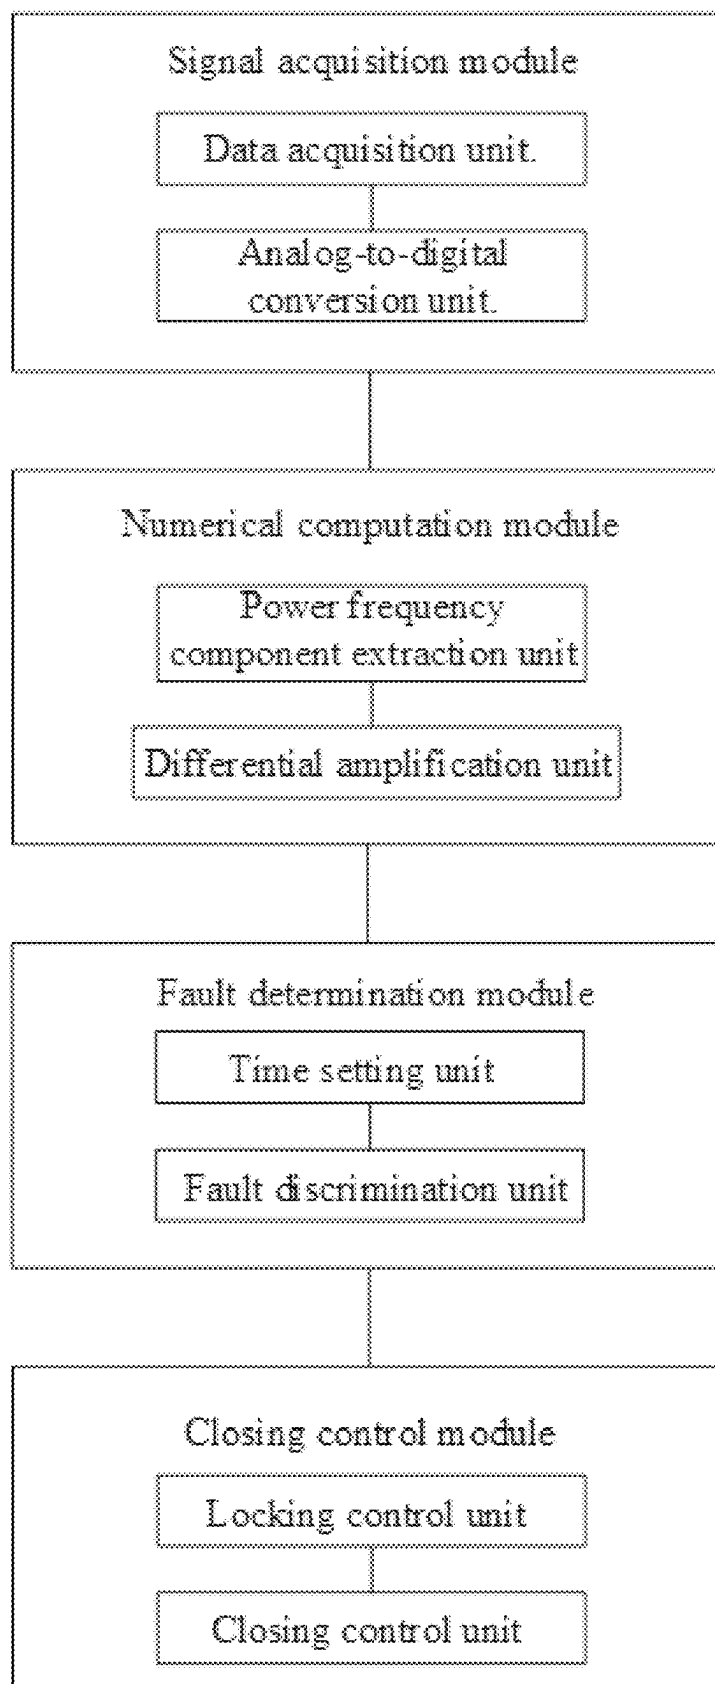 Signal acquisition module
Data acquisition unit.
Analog-to-digital
conversion unit.
Numerical computation module
Power frequency
component extraction unit
Differential amplification unit
Fault determination module
Time setting unit
Fault discrimination unit
Closing control module
Locking control unit
Closing control unit